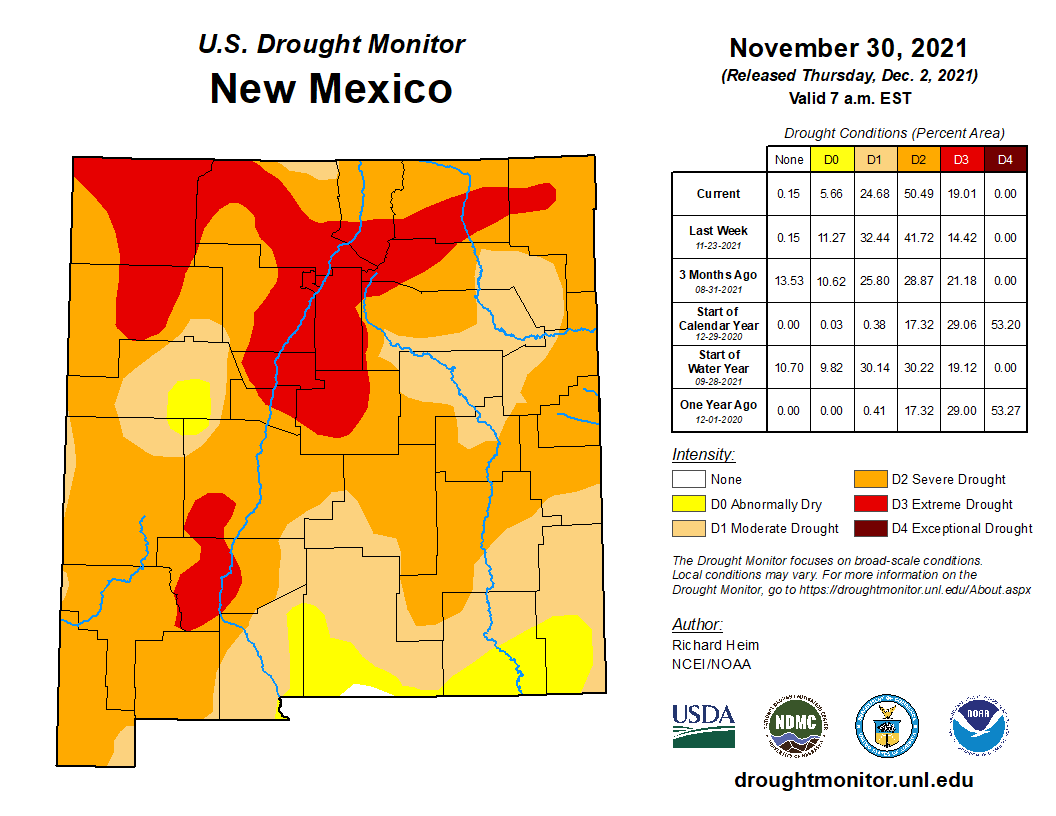 U.S. Drought Monitor
New Mexico
November 30, 2021
(Released Thursday, Dec. 2, 2021)
Valid 7 a.m. EST
Drought Conditions (Percent Area)
None D0 D1 D2 D3 D4
Current 0.15 5.66 24.68 50.49 19.01 0.00
Last Week
11-23-2021 0.15 11.27 32.44 41.72 14.42 0.00
3 Months Ago
08-31-2021 13.53 10.62 25.80 28.87 21.18 0.00
Start of
Calendar Year
12-29-2020 0.00 0.03 0.38 17.32 29.06 53.20
Start of
Water Year
09-28-2021 10.70 9.82 30.14 30.22 19.12 0.00
One Year Ago
12-01-2020 0.00 0.00 0.41 17.32 29.00 53.27
Intensity:
None
D0 Abnormally Dry
D1 Moderate Drought
D2 Severe Drought
D3 Extreme Drought
D4 Exceptional Drought
The Drought Monitor focuses on broad-scale conditions.
Local conditions may vary. For more information on the
Drought Monitor, go to https://droughtmonitor.unl.edu/About.aspx
Author:
Richard Heim
NCEI/NOAA
USDA
NDMC
NOAA
droughtmonitor.unl.edu